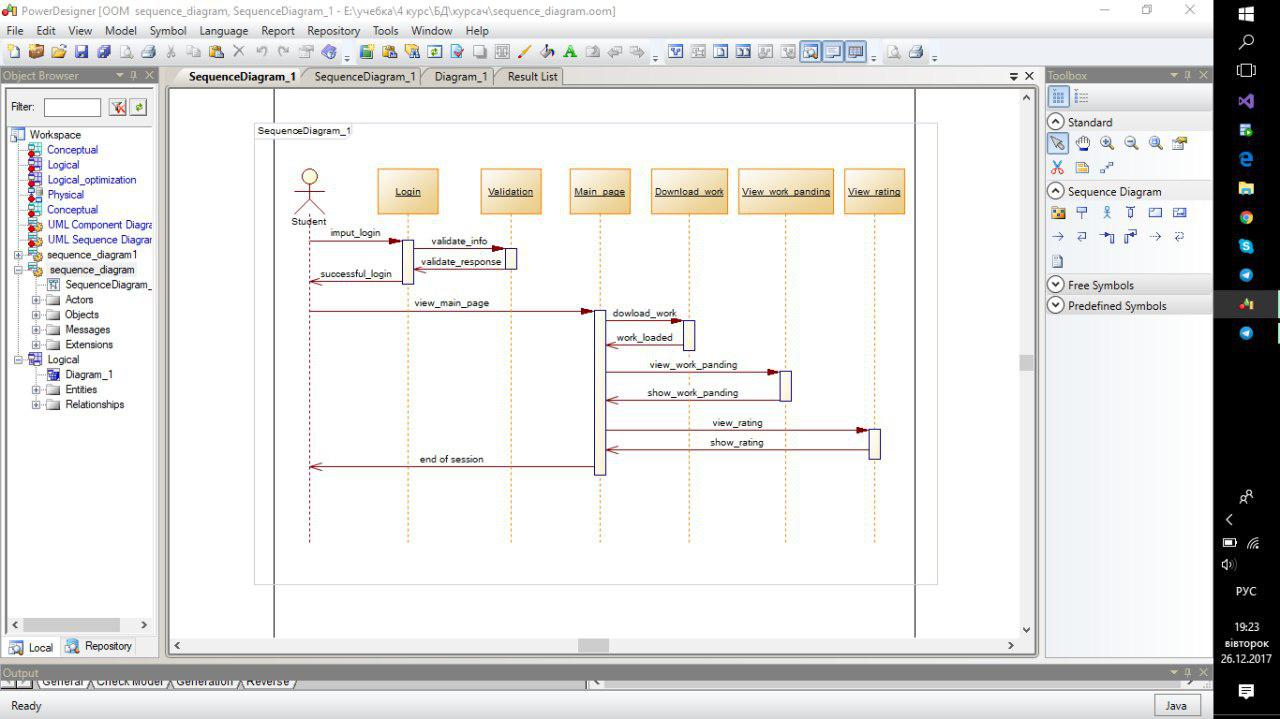 PowerDesigner [OOM sequence_diagram, SequenceDiagram_1 - E:\учебка\4 курс\БД\курсач\sequence_diagram.oom]
File Edit View Model Symbol Language Report Repository Tools Window Help
Object Browser
SequenceDiagram_1 SequenceDiagram_1 Diagram_1 Result List
Toolbox
Filter:
Workspace
Conceptual
Logical
Logical_optimization
Physical
Conceptual
UML Component Diagra
UML Sequence Diagrar
sequence_diagram1
sequence_diagram
SequenceDiagram_
Actors
Objects
Messages
Extensions
Logical
Diagram_1
Entities
Relationships
Local Repository
SequenceDiagram_1
Student
Login Validation Main_page Download_work View_work_panding View_rating
imput_login
validate_info
validate_response
successful_login
view_main_page
dowload_work
work_loaded
view_work_panding
show_work_panding
view_rating
show_rating
end of session
Standard
Sequence Diagram
Free Symbols
Predefined Symbols
Output
General Check Model Generation Reverse
Ready
Java
РУС
19:23
вівторок
26.12.2017